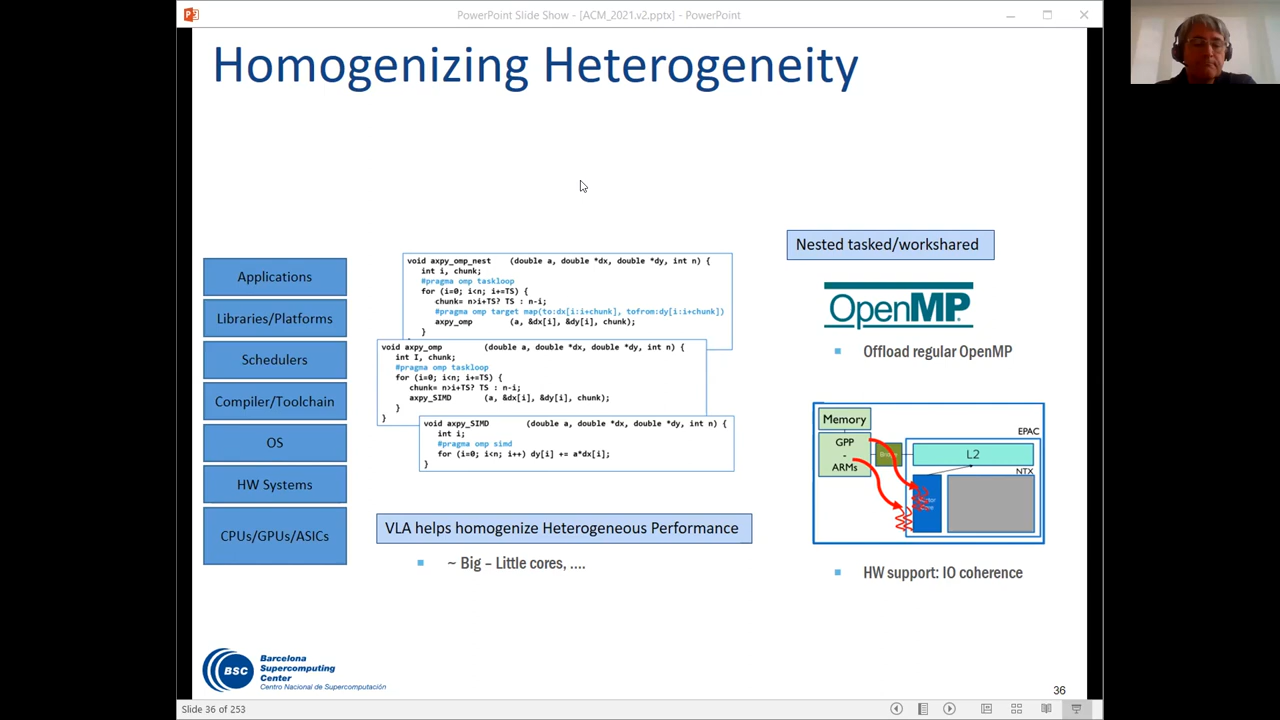 PowerPoint Slide Show - [ACM_2021.v2.pptx] - PowerPoint
Homogenizing Heterogeneity
Applications
Libraries/Platforms
Schedulers
Compiler/Toolchain
OS
HW Systems
CPUs/GPUs/ASICs
void axpy_omp_nest (double a, double *dx, double *dy, int n) {
int i, chunk;
#pragma omp taskloop
for (i=0; i<n; i+=TS) {
chunk= n>i+TS? TS : n-i;
#pragma omp target map(to:dx[i:i+chunk], tofrom:dy[i:i+chunk])
axpy_omp (a, &dx[i], &dy[i], chunk);
}
void axpy_omp (double a, double *dx, double *dy, int n) {
int I, chunk;
#pragma omp taskloop
for (i=0; i<n; i+=TS) {
chunk= n>i+TS? TS : n-i;
axpy_SIMD (a, &dx[i], &dy[i], chunk);
}
}
void axpy_SIMD (double a, double *dx, double *dy, int n) {
int i;
#pragma omp simd
for (i=0; i<n; i++) dy[i] += a*dx[i];
}
VLA helps homogenize Heterogeneous Performance
~ Big – Little cores, ....
Nested tasked/workshared
OpenMP
Offload regular OpenMP
Memory
GPP
-
ARMs
EPAC
L2
NTX
HW support: IO coherence
BSC
Barcelona
Supercomputing
Center
Centro Nacional de Supercomputación
36
Slide 36 of 253